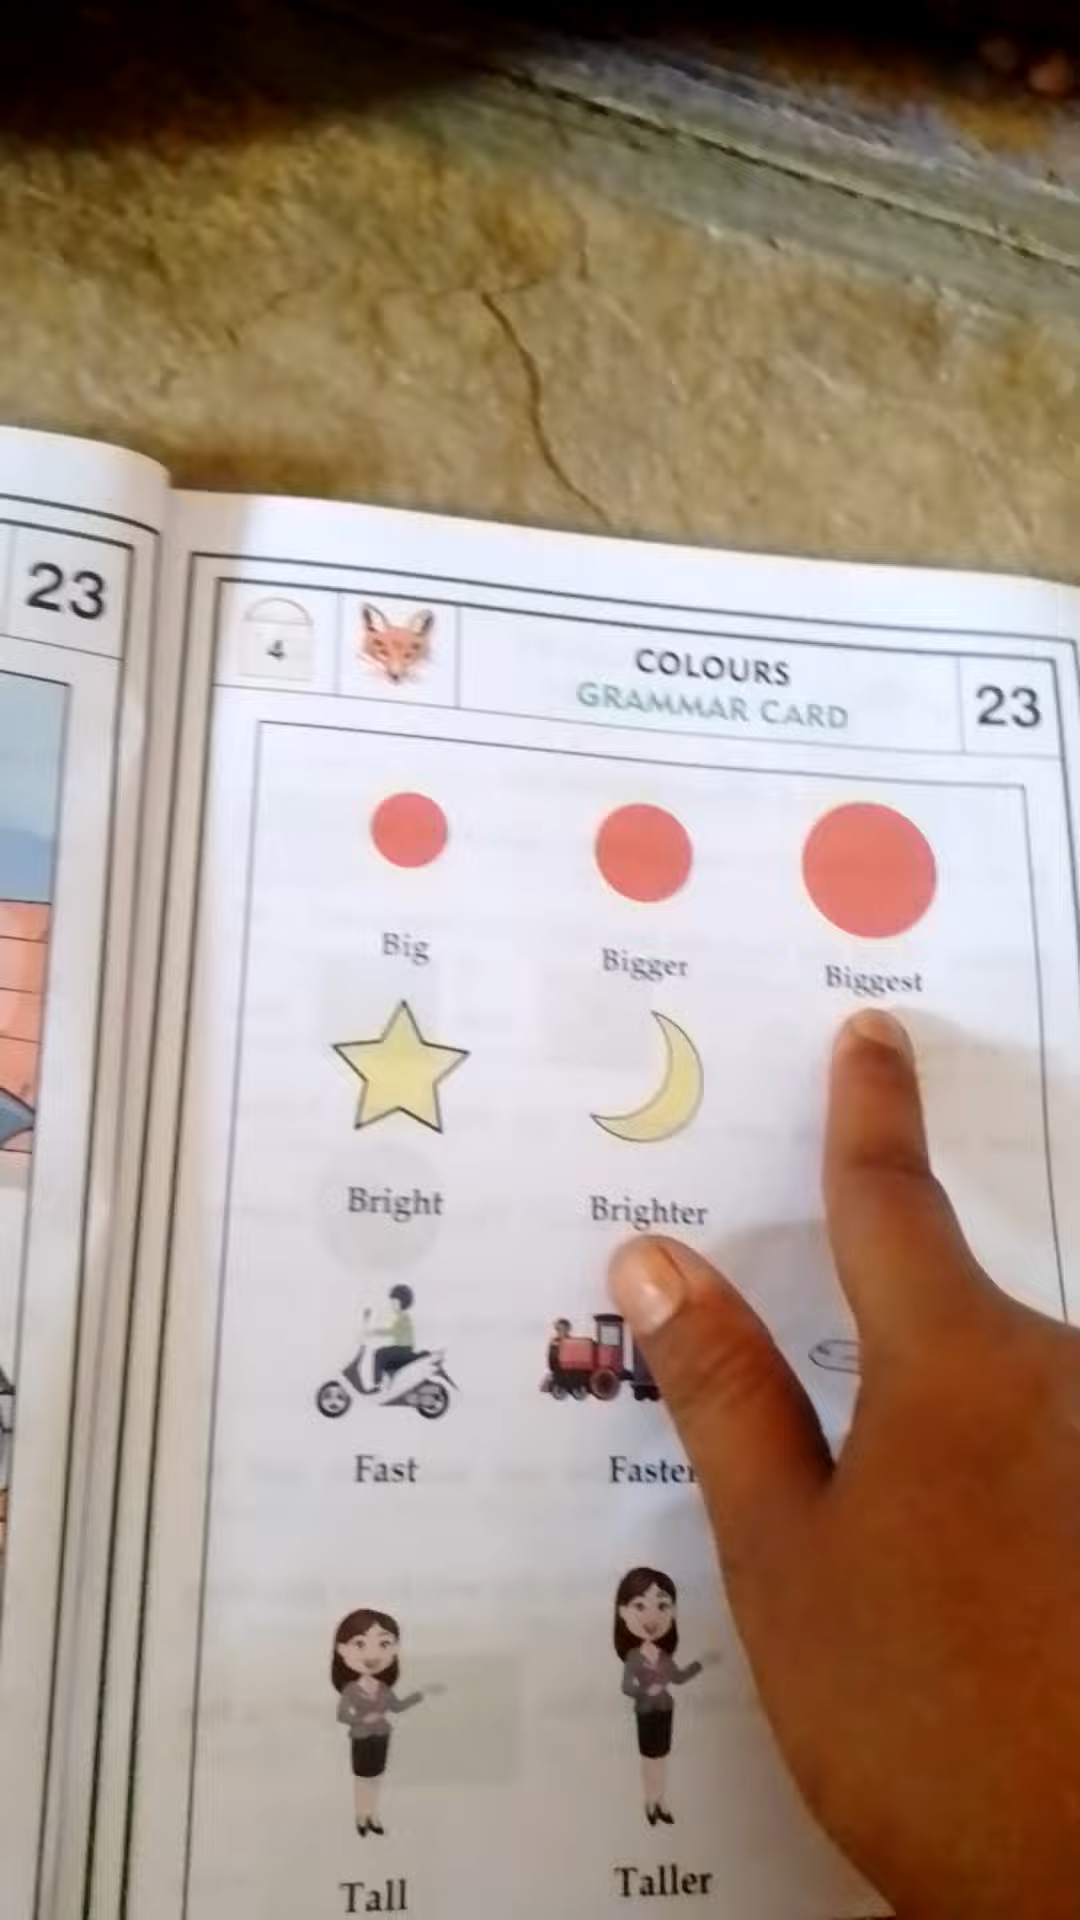 23
4
COLOURS
GRAMMAR CARD
23
Big Bigger Biggest
Bright Brighter
Fast Faster
Tall Taller